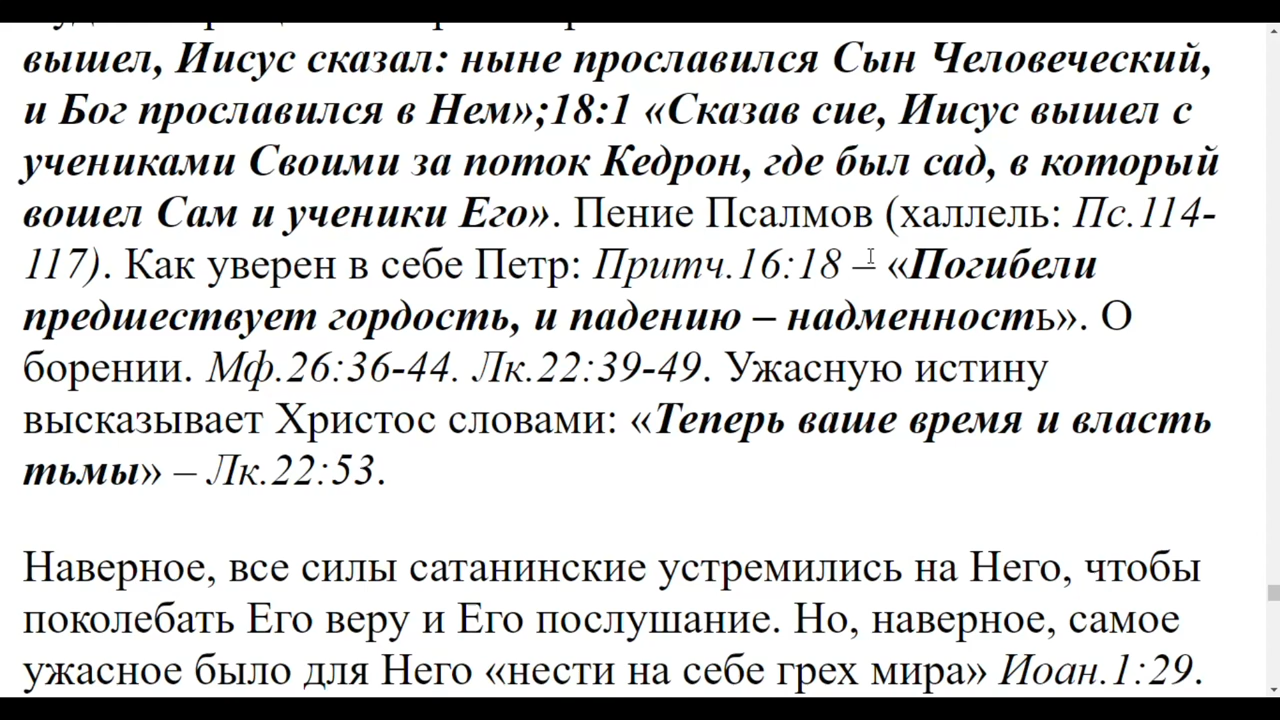 вышел, Иисус сказал: ныне прославился Сын Человеческий,
и Бог прославился в Нем»;18:1 «Сказав сие, Иисус вышел с
учениками Своими за поток Кедрон, где был сад, в который
вошел Сам и ученики Его». Пение Псалмов (халлель: Пс.114-
117). Как уверен в себе Петр: Притч.16:18 – «Погибели
предшествует гордость, и падению – надменность». О
борении. Мф.26:36-44. Лк.22:39-49. Ужасную истину
высказывает Христос словами: «Теперь ваше время и власть
тьмы» – Лк.22:53.
Наверное, все силы сатанинские устремились на Него, чтобы
поколебать Его веру и Его послушание. Но, наверное, самое
ужасное было для Него «нести на себе грех мира» Иоан.1:29.